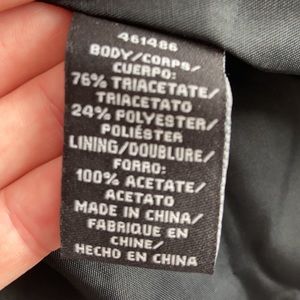 461486
BODY/CORPS/
CUERPO:
76% TRIACETATE/
TRIACETATO
24% POLYESTER/
POLIÉSTER
LINING/DOUBLURE/
FORRO:
100% ACETATE/
ACETATO
MADE IN CHINA/
FABRIQUE EN
CHINE/
HECHO EN CHINA